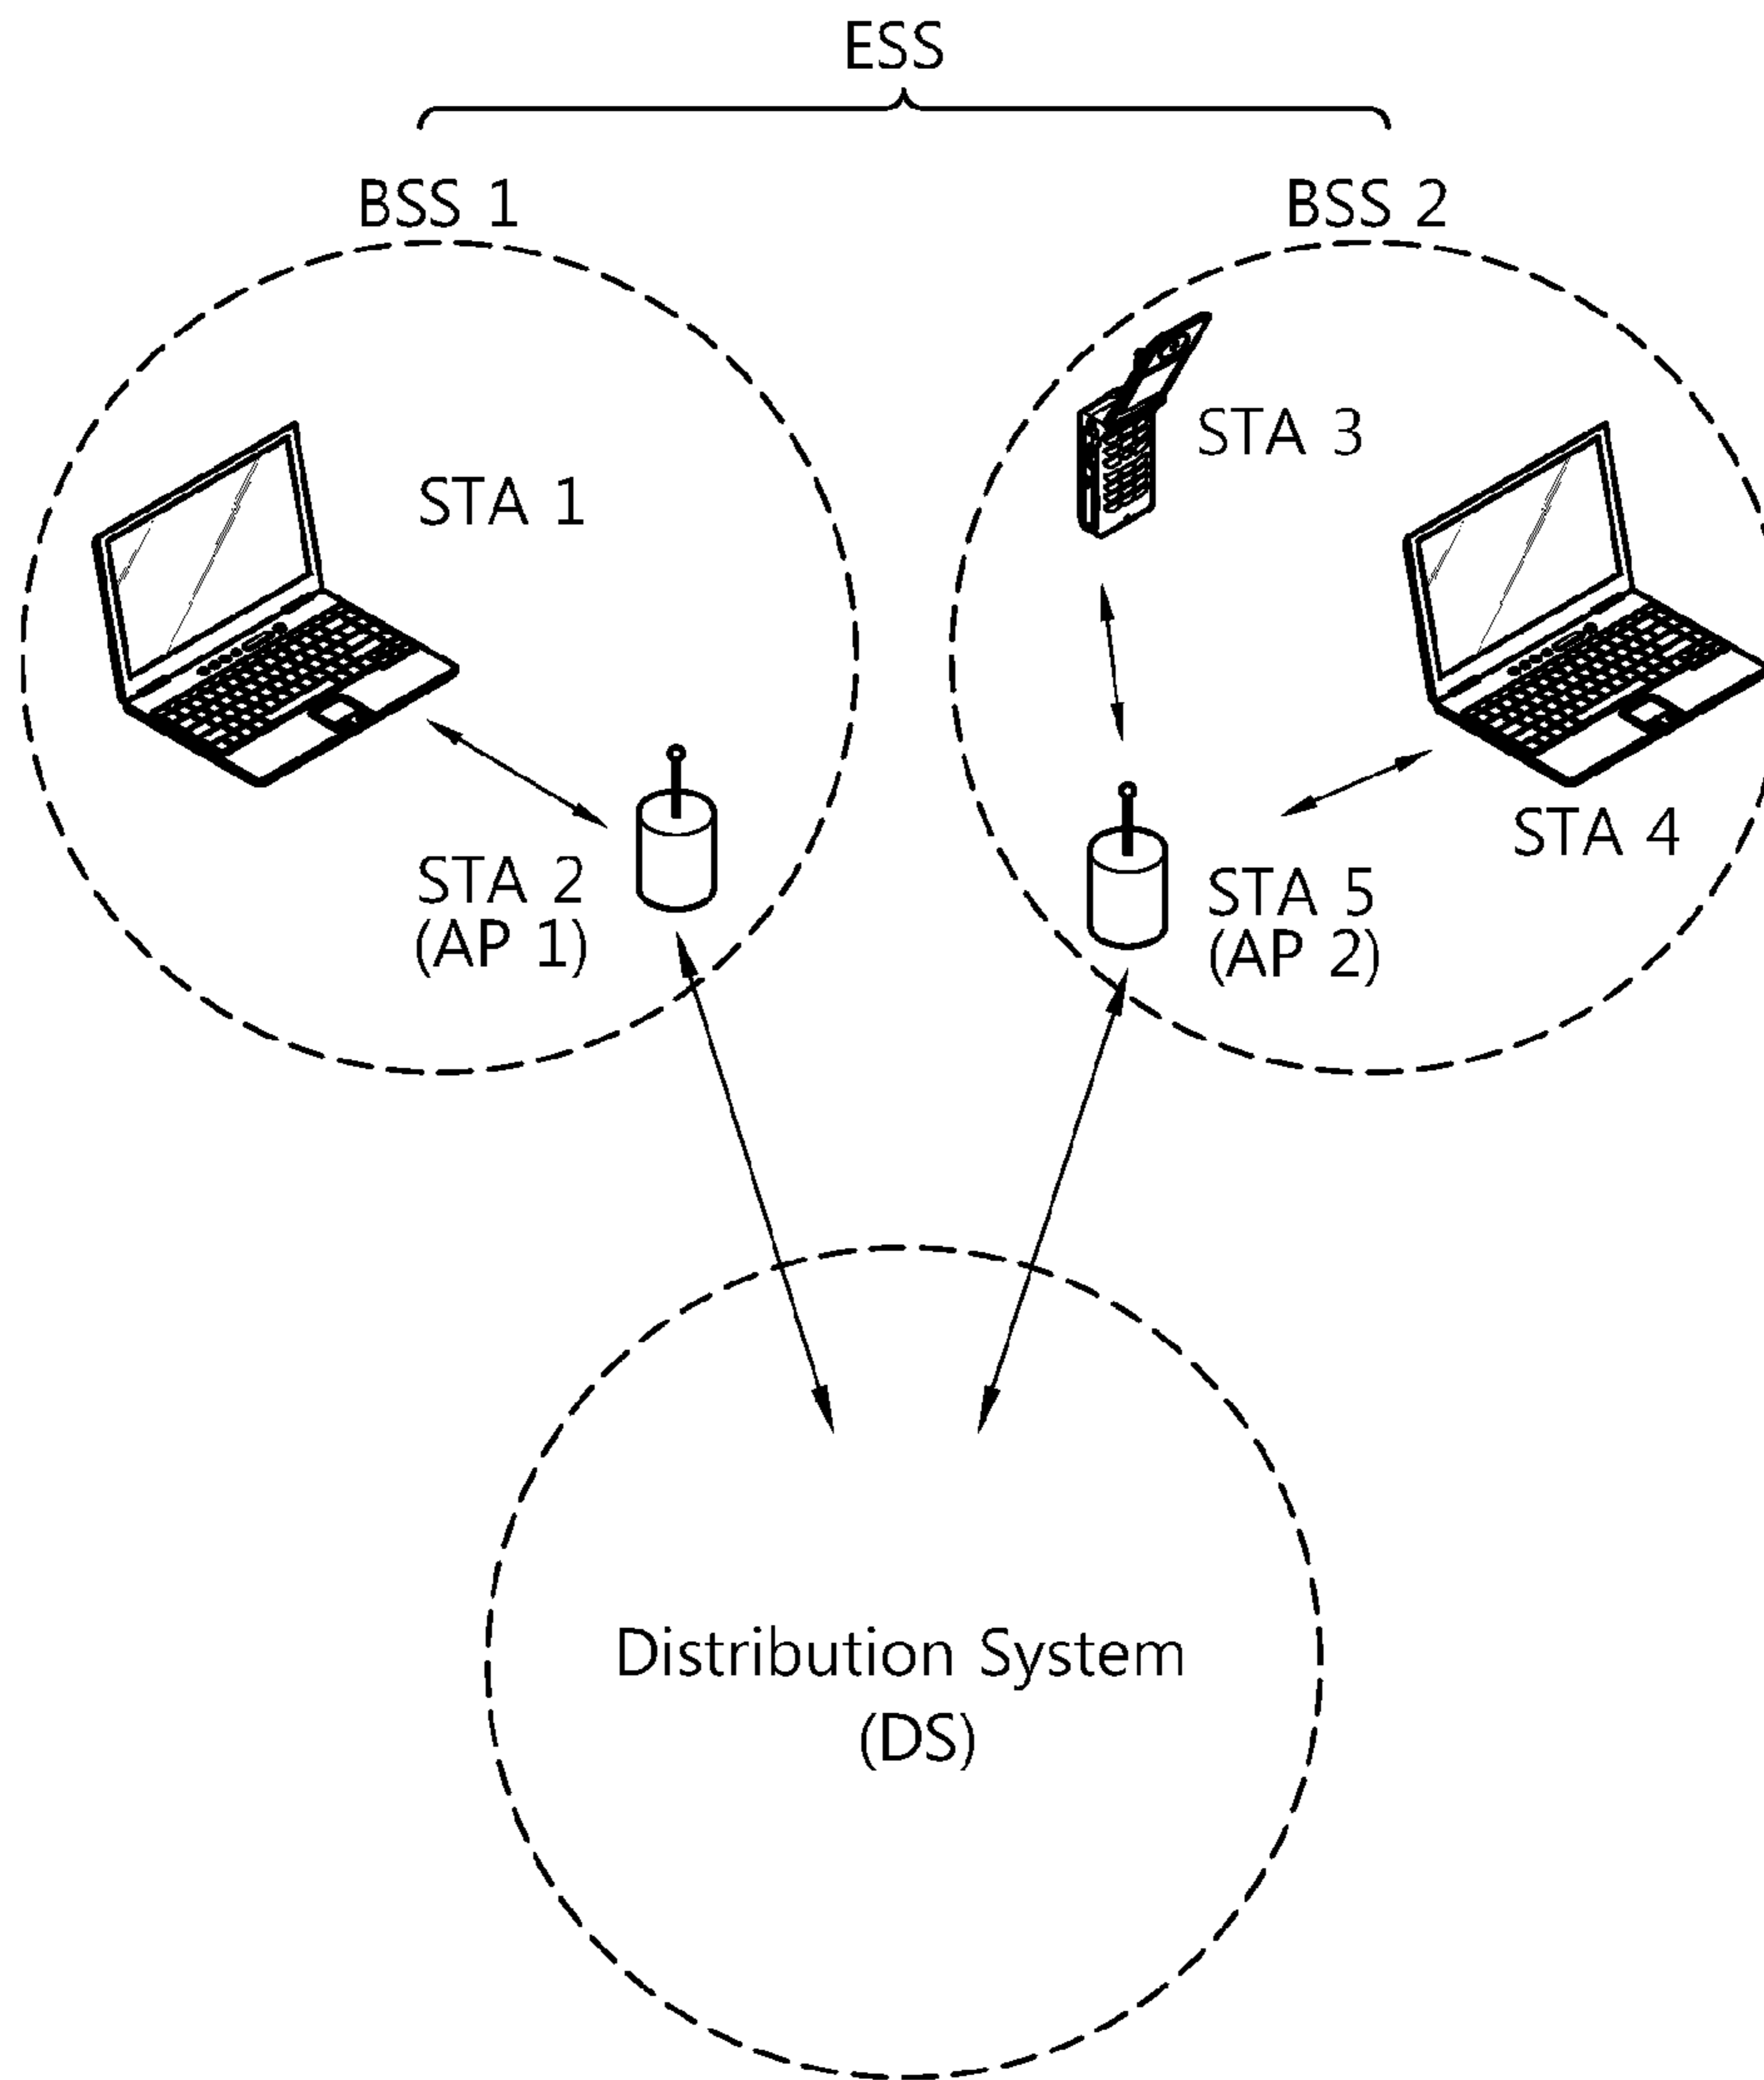 ESS
BSS 1
BSS 2
STA 1
STA 3
STA 2
(AP 1)
STA 4
STA 5
(AP 2)
Distribution System
(DS)